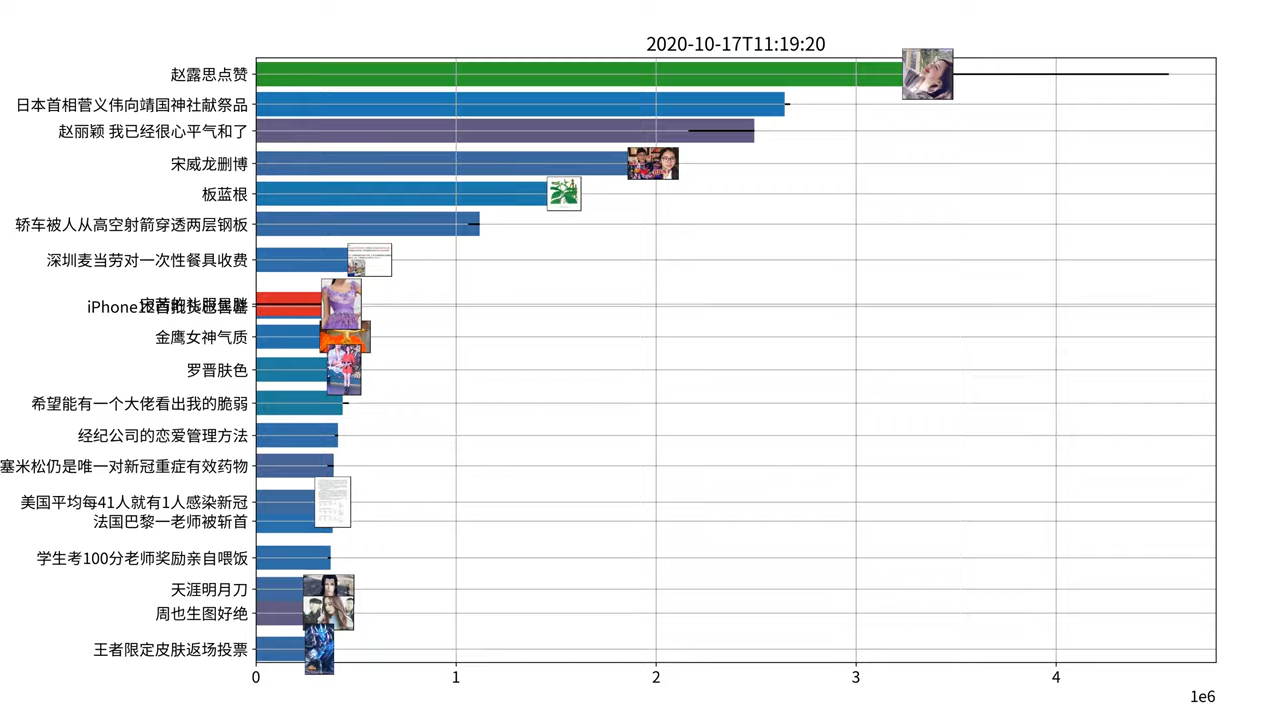 2020-10-17T11:19:20
赵露思点赞
日本首相菅义伟向靖国神社献祭品
赵丽颖 我已经很心平气和了
宋威龙删博
板蓝根
轿车被人从高空射箭穿透两层钢板
深圳麦当劳对一次性餐具收费
iPhone12首批
金鹰女神气质
罗晋肤色
希望能有一个大佬看出我的脆弱
经纪公司的恋爱管理方法
塞米松仍是唯一对新冠重症有效药物
美国平均每41人就有1人感染新冠
法国巴黎一老师被斩首
学生考100分老师奖励亲自喂饭
天涯明月刀
周也生图好绝
王者限定皮肤返场投票
0 1 2 3 4
1e6